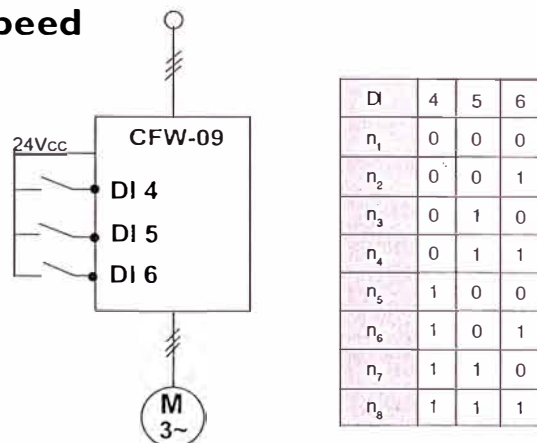 peed
CFW-09
24Vcc
DI 4
DI 5
DI 6
M
3~
DI 4 5 6
n₁ 0 0 0
n₂ 0 0 1
n₃ 0 1 0
n₄ 0 1 1
n₅ 1 0 0
n₆ 1 0 1
n₇ 1 1 0
n₈ 1 1 1